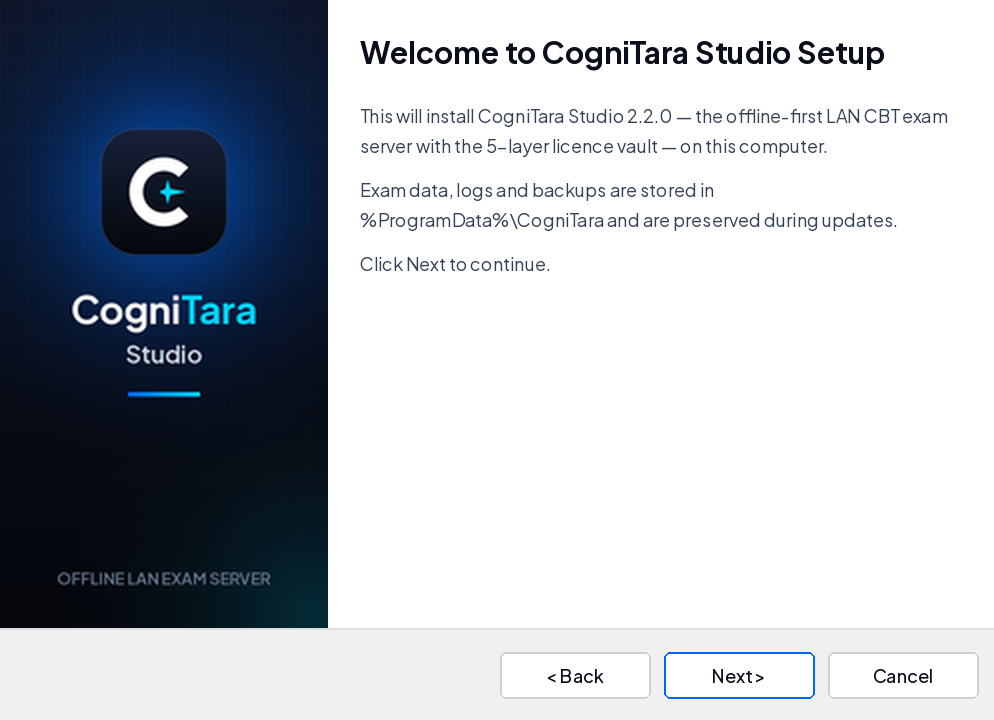 CogniTara
Studio
OFFLINE LAN EXAM SERVER
Welcome to CogniTara Studio Setup
This will install CogniTara Studio 2.2.0 — the offline-first LAN CBT exam
server with the 5-layer licence vault — on this computer.
Exam data, logs and backups are stored in
%ProgramData%\CogniTara and are preserved during updates.
Click Next to continue.
< Back
Next >
Cancel